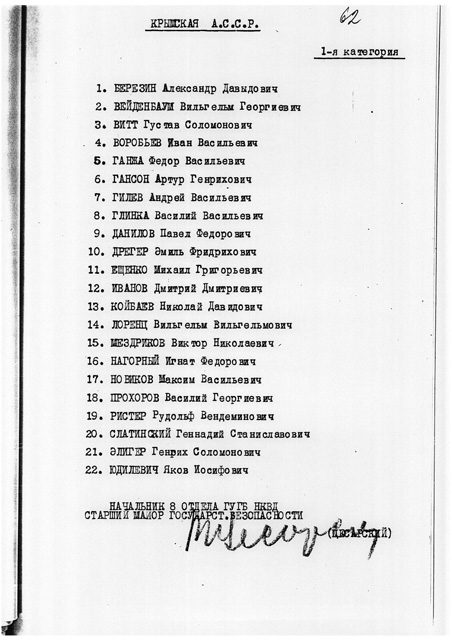 КРЫМСКАЯ А.С.С.Р.
62
1-я категория
1. БЕРЕЗИН Александр Давыдович
2. ВЕЙДЕНБАУМ Вильгельм Георгиевич
3. ВИТТ Густав Соломонович
4. ВОРОБЬЕВ Иван Васильевич
5. ГАНЖА Федор Васильевич
6. ГАНСОН Артур Генрихович
7. ГИЛЕВ Андрей Васильевич
8. ГЛИНКА Василий Васильевич
9. ДАНИЛОВ Павел Федорович
10. ДРЕГЕР Эмиль Фридрихович
11. ЕЩЕНКО Михаил Григорьевич
12. ИВАНОВ Дмитрий Дмитриевич
13. КОЙБАЕВ Николай Давидович
14. ЛОРЕНЦ Вильгельм Вильгельмович
15. МЕЗДРИКОВ Виктор Николаевич
16. НАГОРНЫЙ Игнат Федорович
17. НОВИКОВ Максим Васильевич
18. ПРОХОРОВ Василий Георгиевич
19. РИСТЕР Рудольф Вендеминович
20. СЛАТИНСКИЙ Геннадий Станиславович
21. ЭЛИГЕР Генрих Соломонович
22. ЮДИЛЕВИЧ Яков Иосифович
НАЧАЛЬНИК 8 ОТДЕЛА ГУГБ НКВД
СТАРШИЙ МАЙОР ГОСУДАРСТ.БЕЗОПАСНОСТИ
(ЦЕСАРСКИЙ)